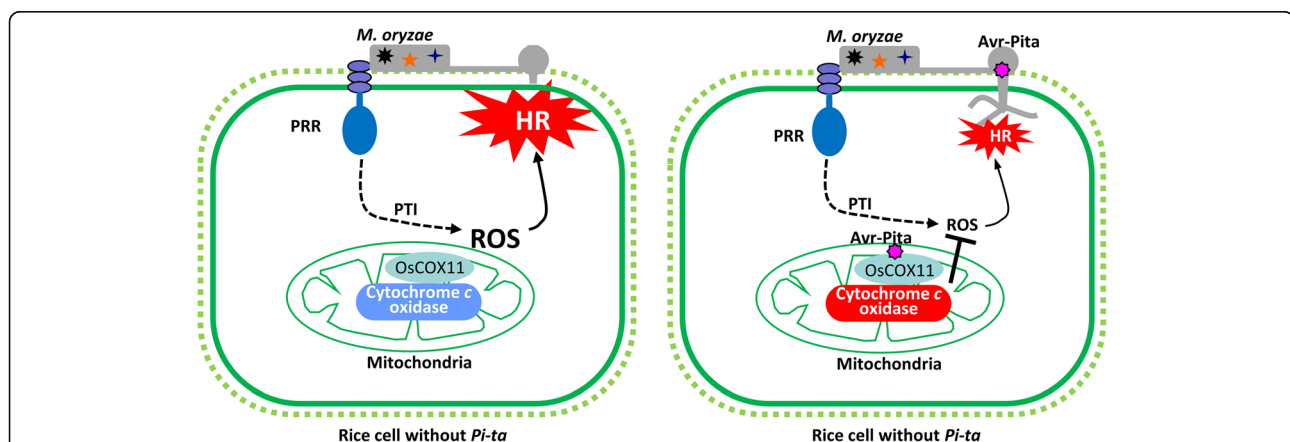 M. oryzae
HR
PRR
PTI
ROS
OsCOX11
Cytochrome c
oxidase
Mitochondria
Rice cell without Pi-ta
M. oryzae
Avr-Pita
HR
PRR
PTI
ROS
Avr-Pita
OsCOX11
Cytochrome c
oxidase
Mitochondria
Rice cell without Pi-ta